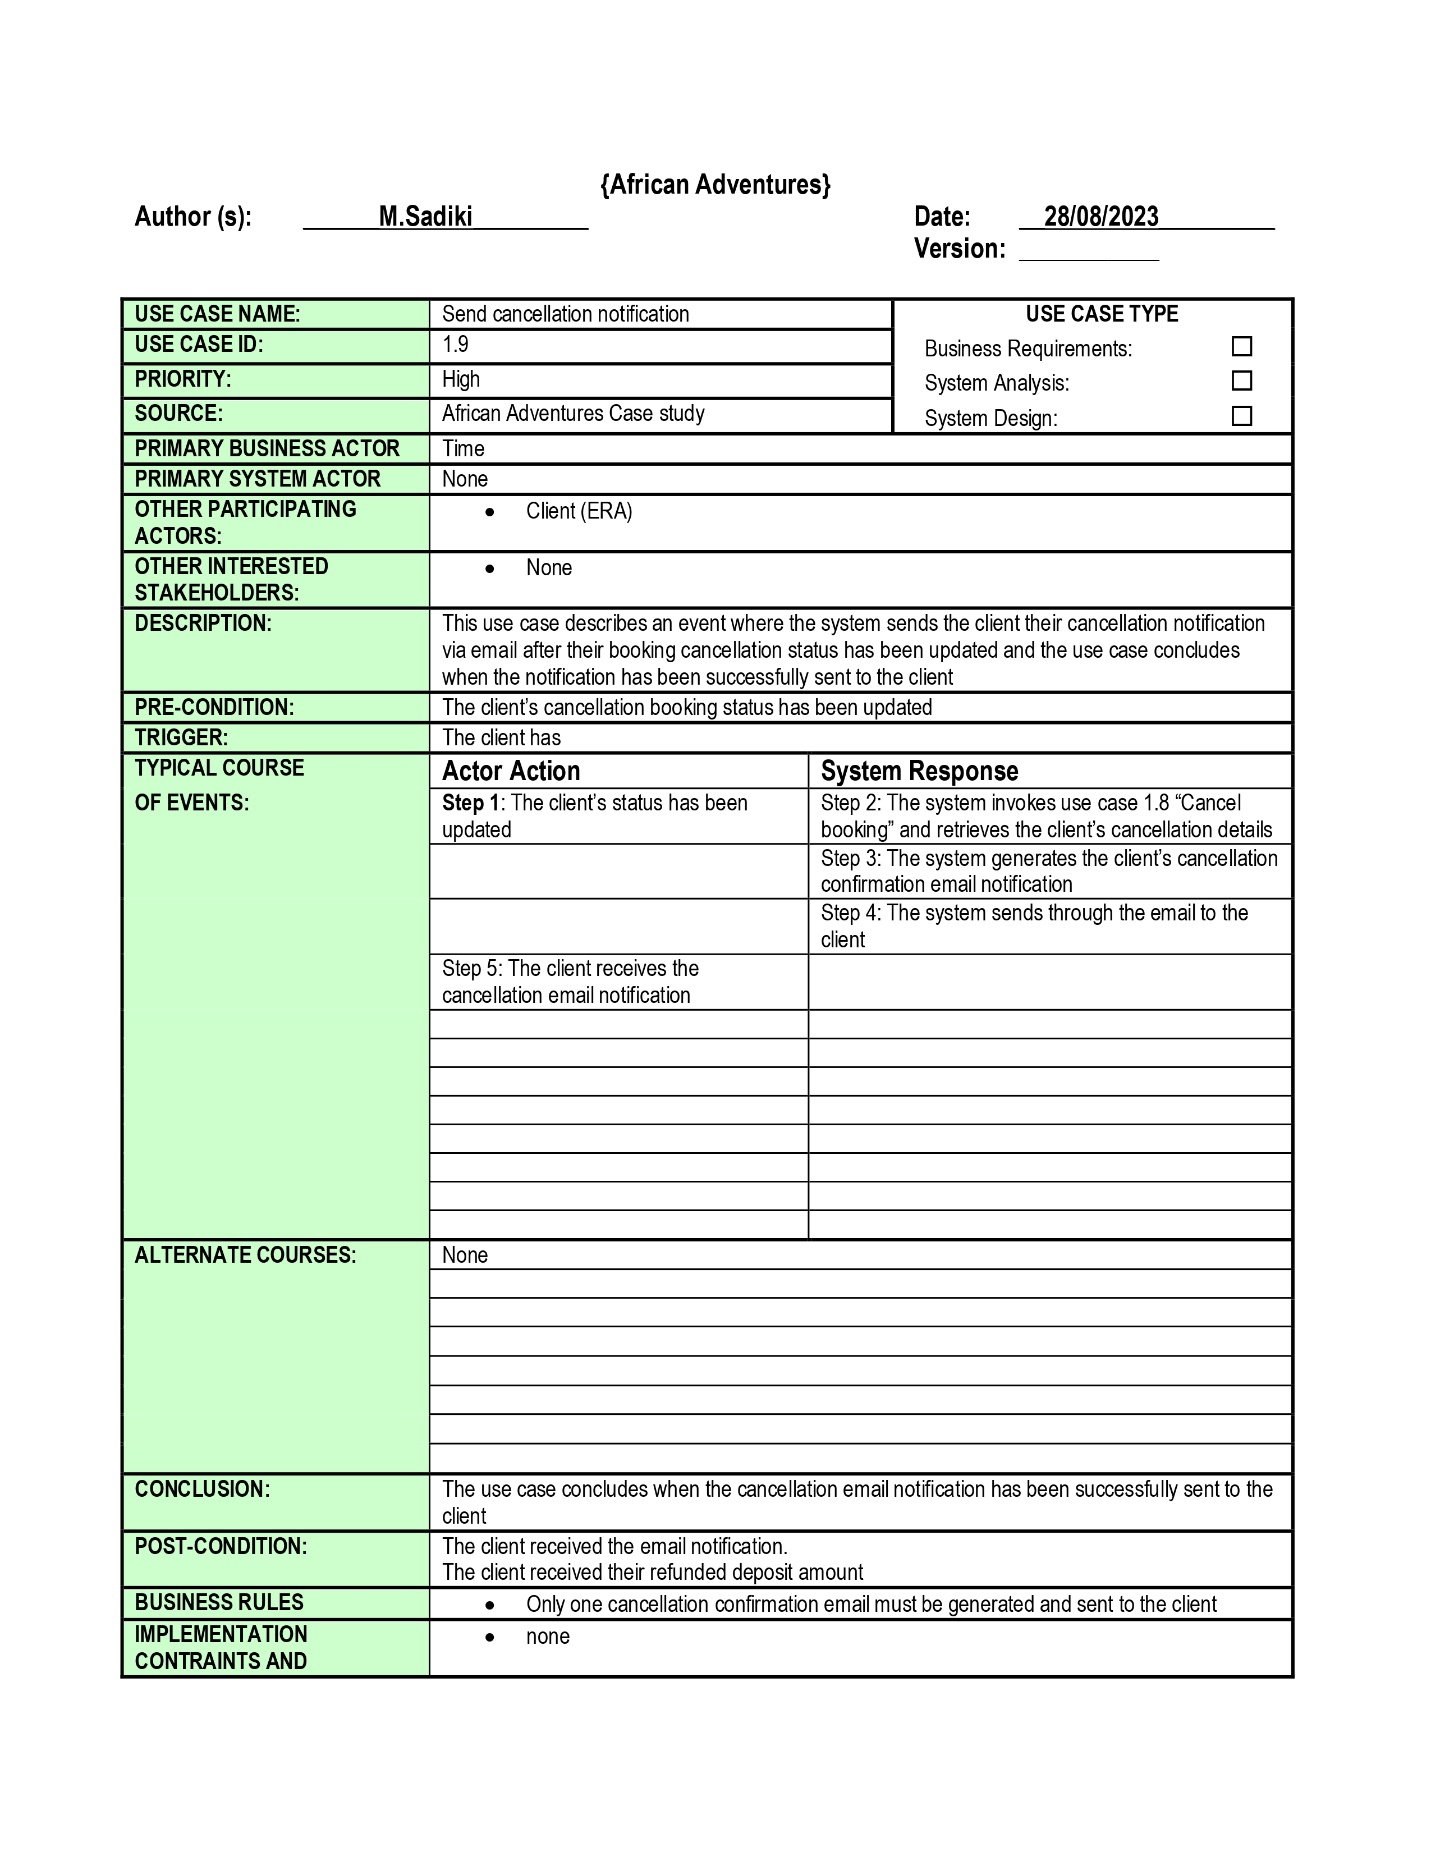 {African Adventures}
Author (s): M.Sadiki Date: 28/08/2023
Version: ___________
USE CASE NAME: Send cancellation notification USE CASE TYPE
USE CASE ID: 1.9 Business Requirements: ☐
PRIORITY: High System Analysis: ☐
SOURCE: African Adventures Case study System Design: ☐
PRIMARY BUSINESS ACTOR Time
PRIMARY SYSTEM ACTOR None
OTHER PARTICIPATING • Client (ERA)
ACTORS:
OTHER INTERESTED • None
STAKEHOLDERS:
DESCRIPTION: This use case describes an event where the system sends the client their cancellation notification
via email after their booking cancellation status has been updated and the use case concludes
when the notification has been successfully sent to the client
PRE-CONDITION: The client’s cancellation booking status has been updated
TRIGGER: The client has
TYPICAL COURSE Actor Action System Response
OF EVENTS: Step 1: The client’s status has been Step 2: The system invokes use case 1.8 “Cancel
updated booking” and retrieves the client’s cancellation details
Step 3: The system generates the client’s cancellation
confirmation email notification
Step 4: The system sends through the email to the
client
Step 5: The client receives the
cancellation email notification
ALTERNATE COURSES: None
CONCLUSION: The use case concludes when the cancellation email notification has been successfully sent to the
client
POST-CONDITION: The client received the email notification.
The client received their refunded deposit amount
BUSINESS RULES • Only one cancellation confirmation email must be generated and sent to the client
IMPLEMENTATION • none
CONTRAINTS AND